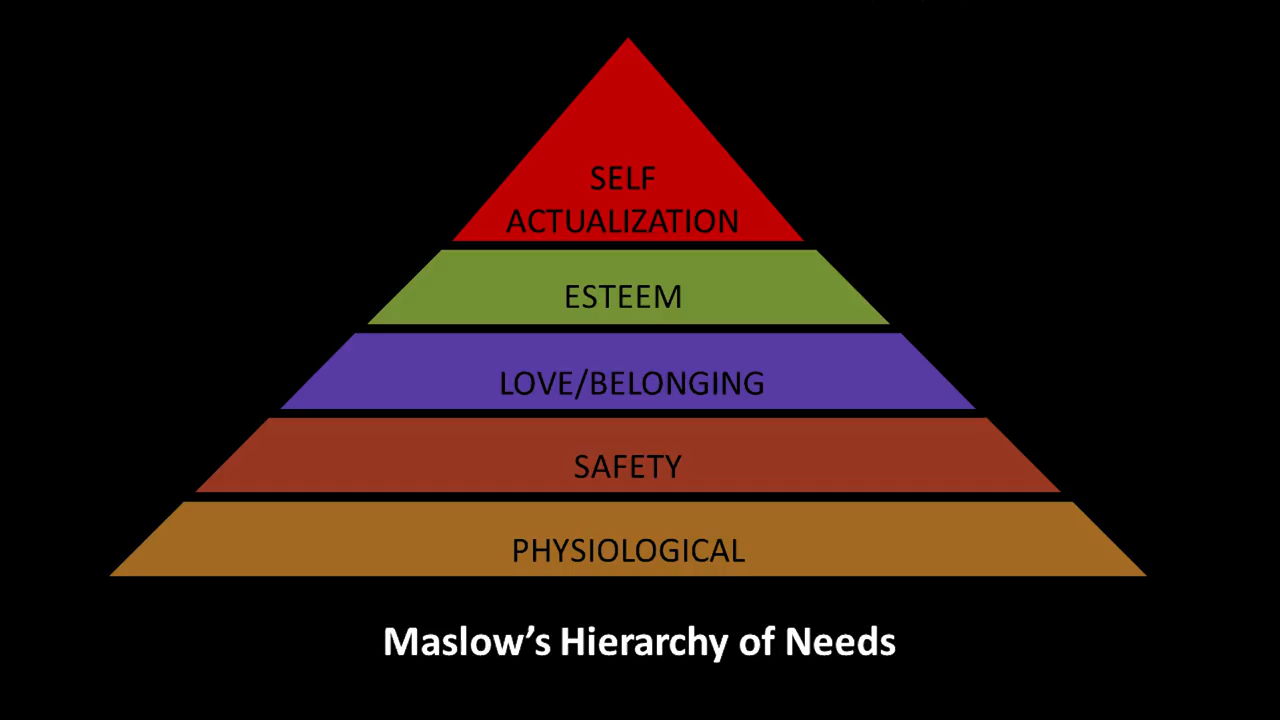 SELF
ACTUALIZATION
ESTEEM
LOVE/BELONGING
SAFETY
PHYSIOLOGICAL
Maslow’s Hierarchy of Needs